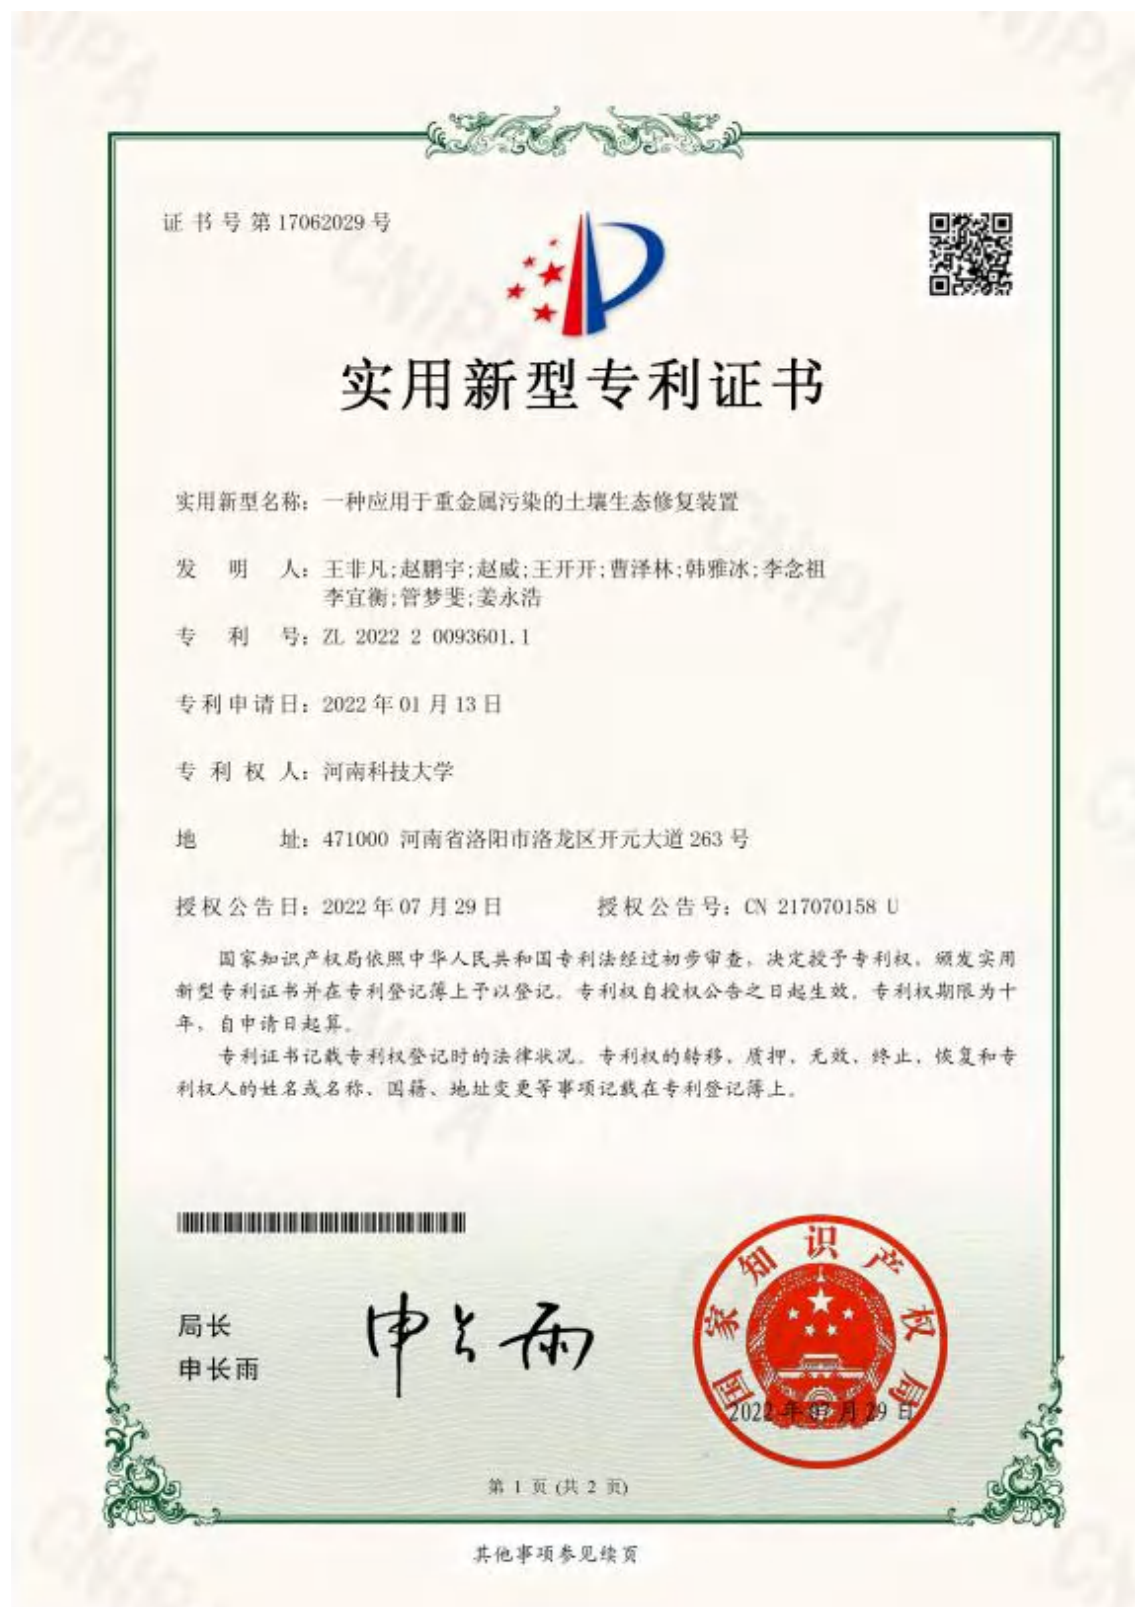 证书号第17062029号
实用新型专利证书
实用新型名称：一种应用于重金属污染的土壤生态修复装置
发明人：王非凡;赵鹏宇;赵威;王开开;曹泽林;韩雅冰;李念祖
李宜衡;管梦斐;姜永浩
专利号：ZL 2022 2 0093601.1
专利申请日：2022年01月13日
专利权人：河南科技大学
地址：471000 河南省洛阳市洛龙区开元大道263号
授权公告日：2022年07月29日 授权公告号：CN 217070158 U
国家知识产权局依照中华人民共和国专利法经过初步审查，决定授予专利权，颁发实用
新型专利证书并在专利登记簿上予以登记。专利权自授权公告之日起生效。专利权期限为十
年，自申请日起算。
专利证书记载专利权登记时的法律状况。专利权的转移、质押、无效、终止、恢复和专
利权人的姓名或名称、国籍、地址变更等事项记载在专利登记簿上。
局长
申长雨
申长雨
国家知识产权局
2022年07月29日
第 1 页 (共 2 页)
其他事项参见续页
CNIPA